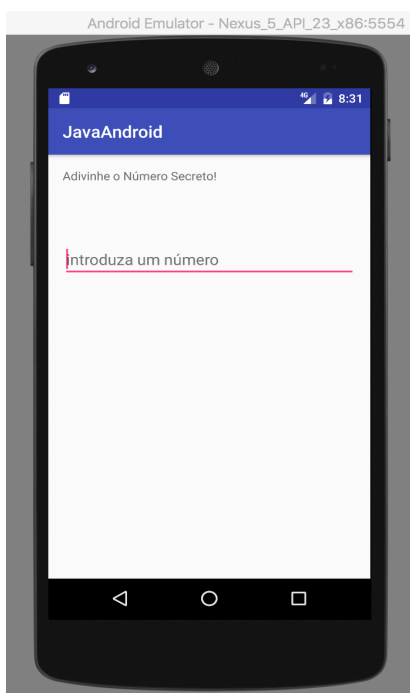 Android Emulator - Nexus_5_API_23_x86:5554
4G 8:31
JavaAndroid
Adivinhe o Número Secreto!
introduza um número